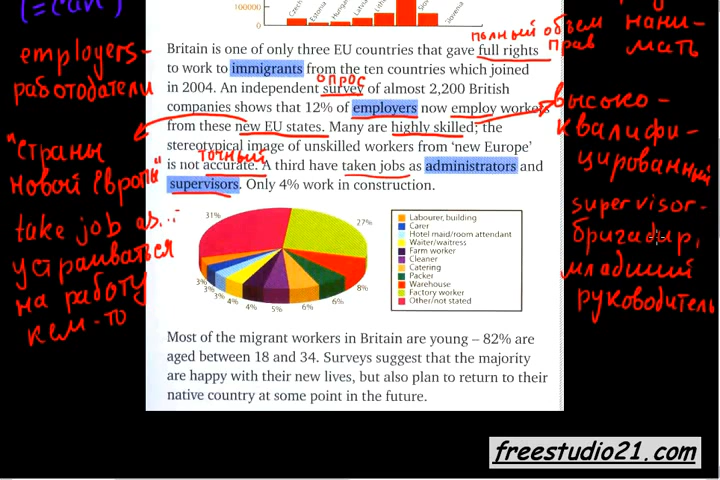 (=can)
100000
Czech
Estonia
Slovenia
полный объем
прав
нани-
мать
employers-
работодатели
Britain is one of only three EU countries that gave full rights
to work to immigrants from the ten countries which joined
опрос
in 2004. An independent survey of almost 2,200 British
companies shows that 12% of employers now employ workers
from these new EU states. Many are highly skilled; the
stereotypical image of unskilled workers from ‘new Europe’
точный
is not accurate. A third have taken jobs as administrators and
supervisors. Only 4% work in construction.
"страны
новой Европы"
take job as...
устраиваться
на работу
кем-то
высоко-
квалифи-
цированный
supervisor-
бригадир,
младший
руководитель
31%
27%
8%
6%
6%
5%
4%
4%
3%
3%
3%
Labourer, building
Carer
Hotel maid/room attendant
Waiter/waitress
Farm worker
Cleaner
Catering
Packer
Warehouse
Factory worker
Other/not stated
Most of the migrant workers in Britain are young – 82% are
aged between 18 and 34. Surveys suggest that the majority
are happy with their new lives, but also plan to return to their
native country at some point in the future.
freestudio21.com